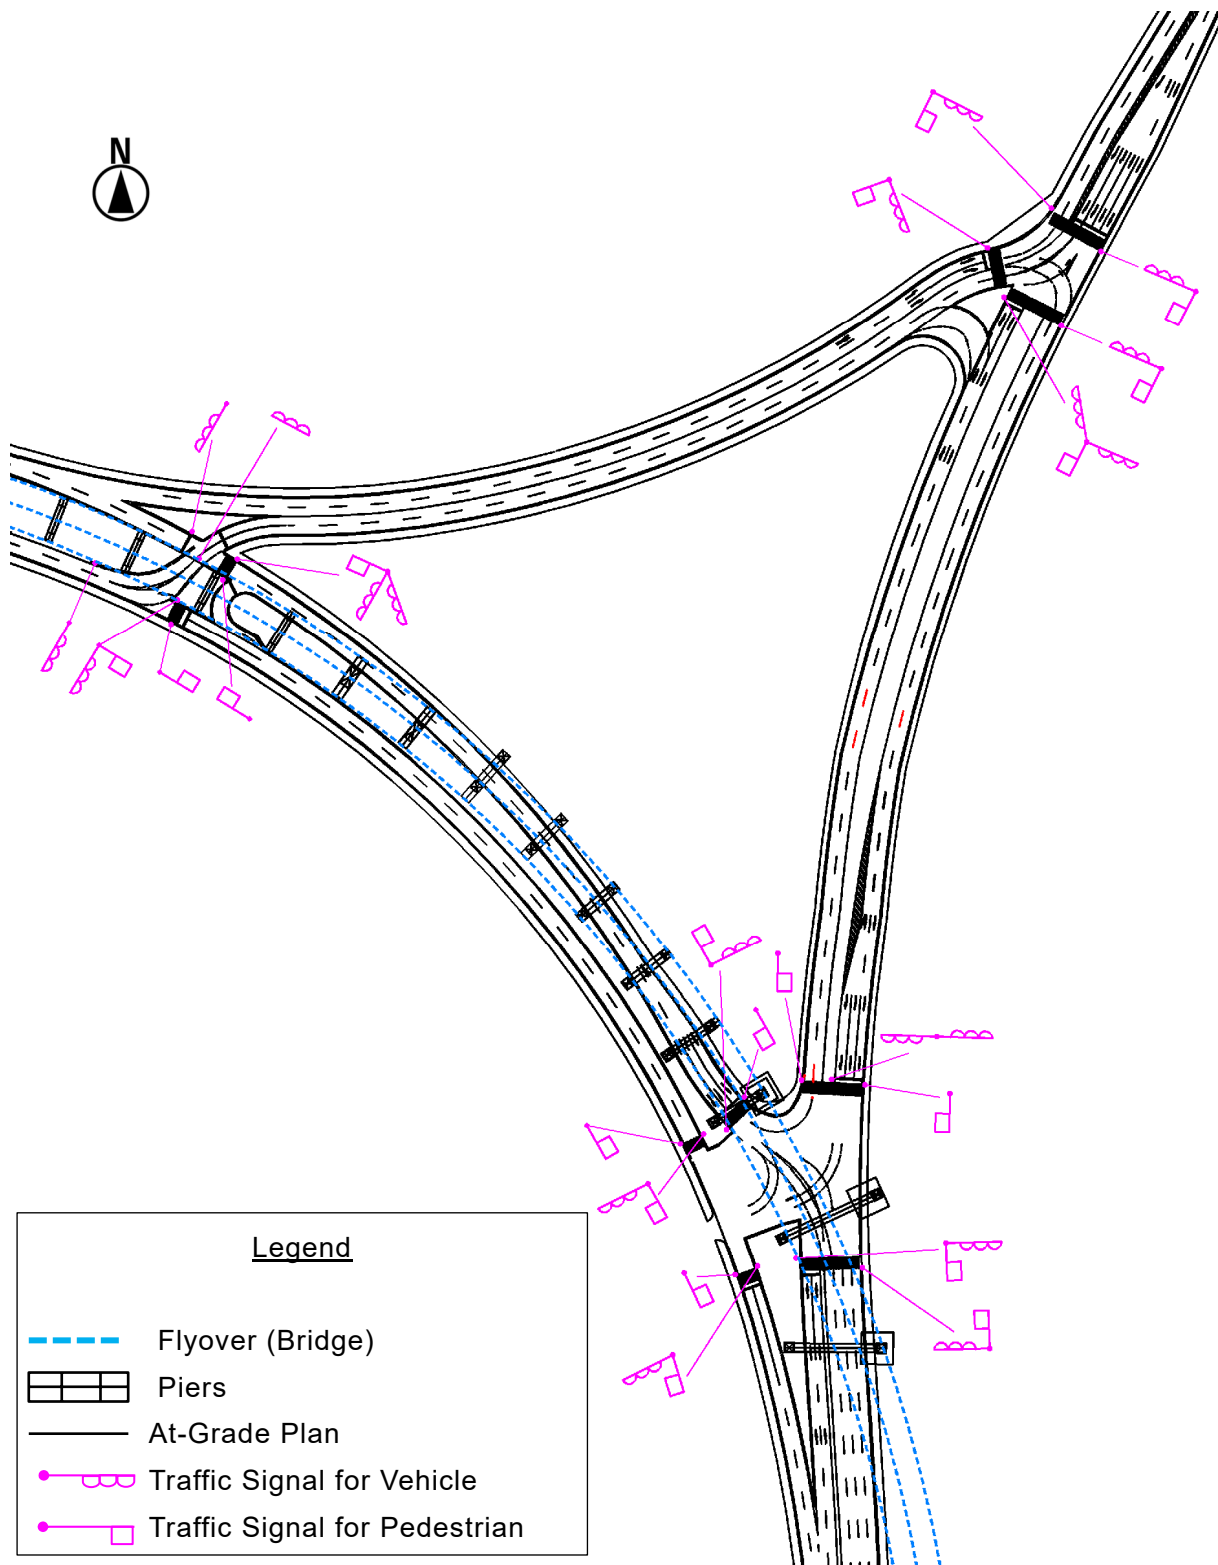 N
Legend
Flyover (Bridge)
Piers
At-Grade Plan
Traffic Signal for Vehicle
Traffic Signal for Pedestrian